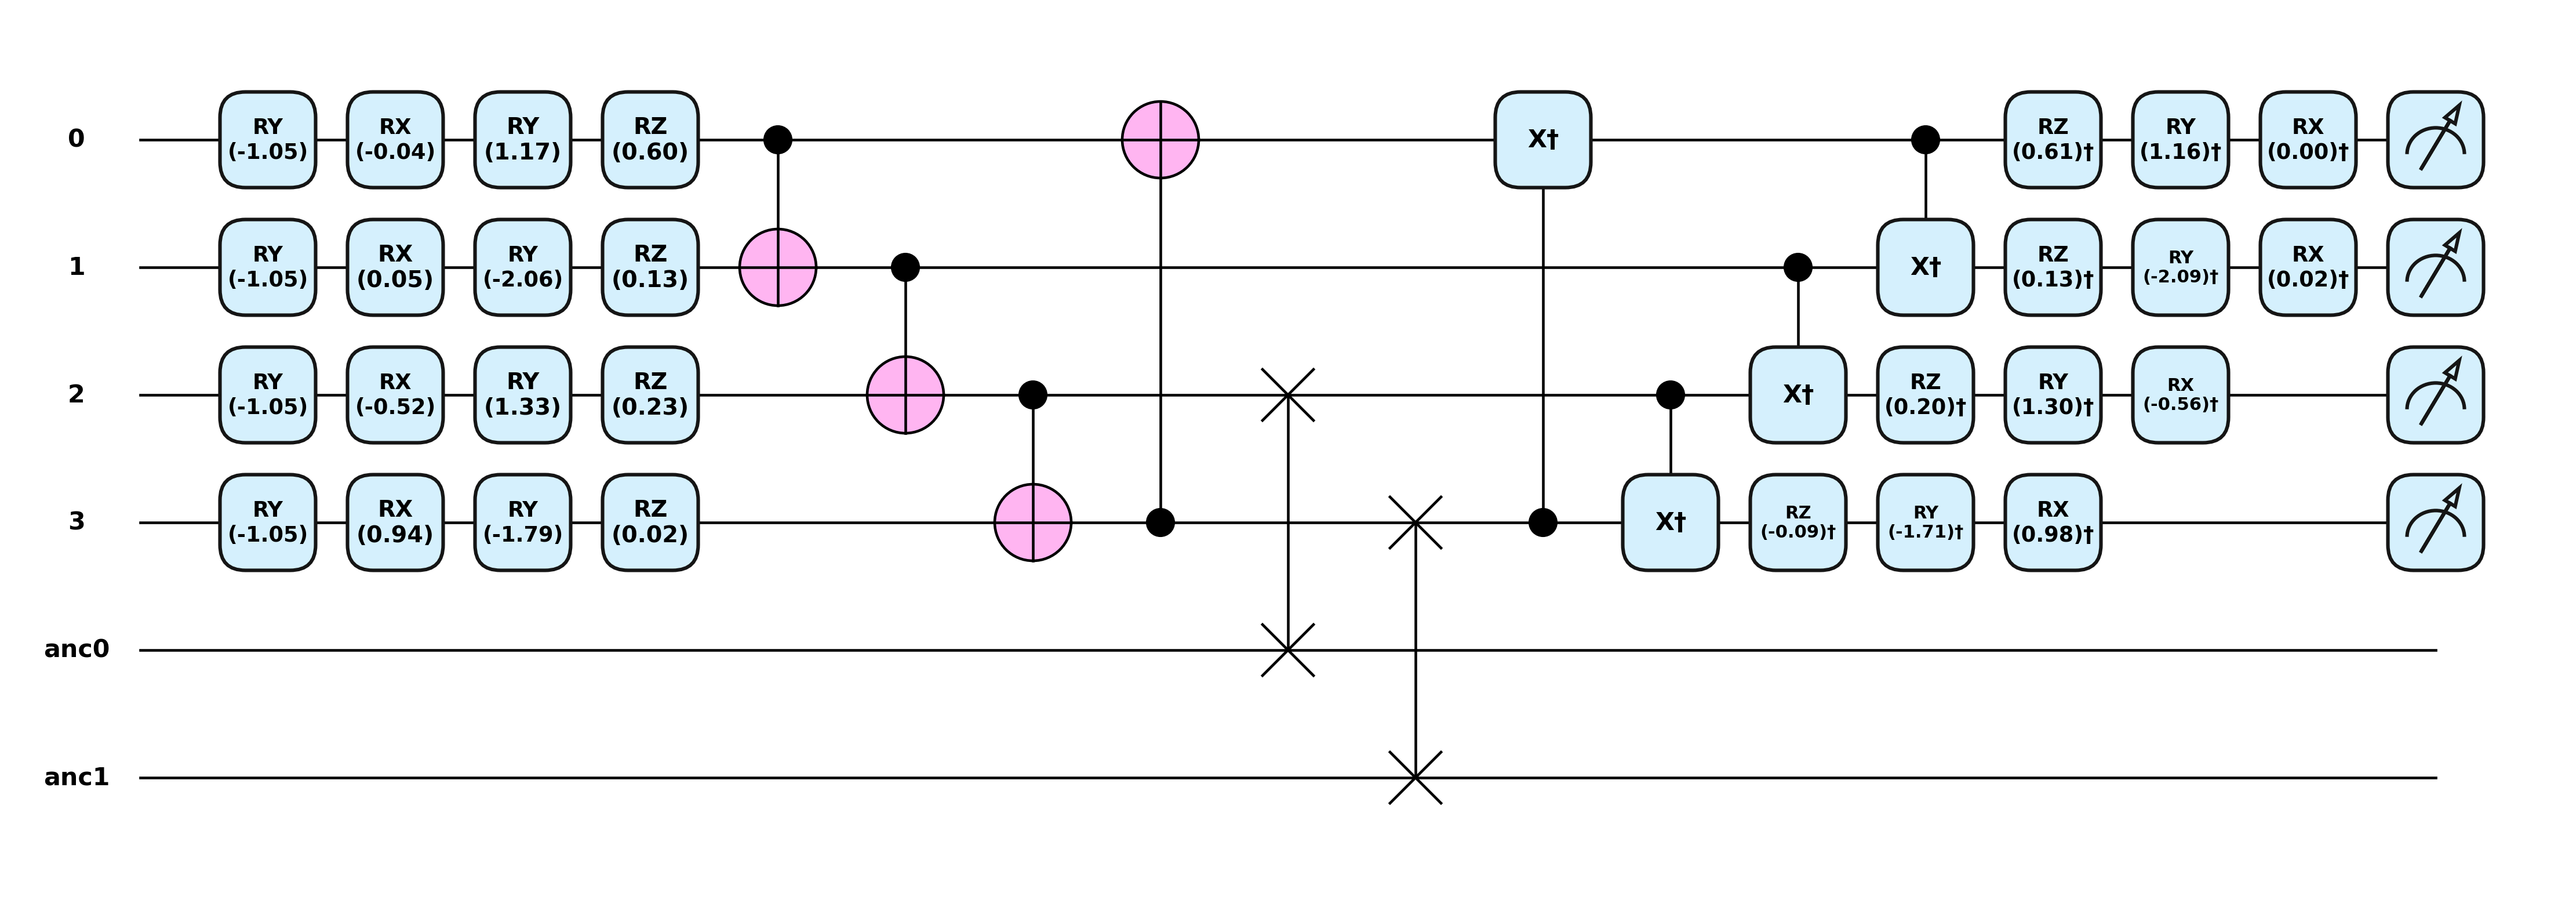 0
RY
(-1.05)
RX
(-0.04)
RY
(1.17)
RZ
(0.60)
X†
RZ
(0.61)†
RY
(1.16)†
RX
(0.00)†
1
RY
(-1.05)
RX
(0.05)
RY
(-2.06)
RZ
(0.13)
X†
RZ
(0.13)†
RY
(-2.09)†
RX
(0.02)†
2
RY
(-1.05)
RX
(-0.52)
RY
(1.33)
RZ
(0.23)
X†
RZ
(0.20)†
RY
(1.30)†
RX
(-0.56)†
3
RY
(-1.05)
RX
(0.94)
RY
(-1.79)
RZ
(0.02)
X†
RZ
(-0.09)†
RY
(-1.71)†
RX
(0.98)†
anc0
anc1